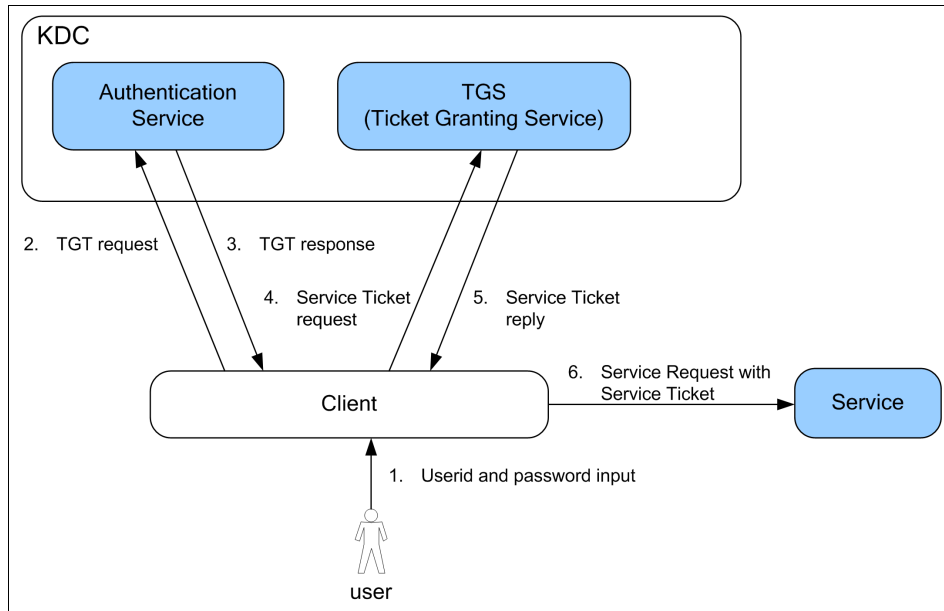 KDC
Authentication
Service
TGS
(Ticket Granting Service)
2. TGT request
3. TGT response
4. Service Ticket
request
5. Service Ticket
reply
6. Service Request with
Service Ticket
Client
Service
1. Userid and password input
user